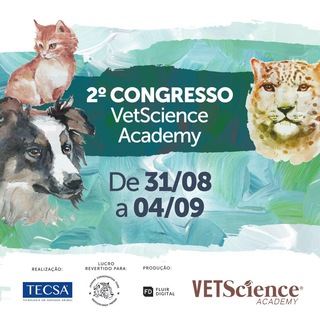 2º CONGRESSO
VetScience
Academy
De 31/08
a 04/09
REALIZAÇÃO:
TECSA
LUCRO
REVERTIDO PARA:
PRODUÇÃO:
FD
FLUIR
DIGITAL
VETScience®
ACADEMY